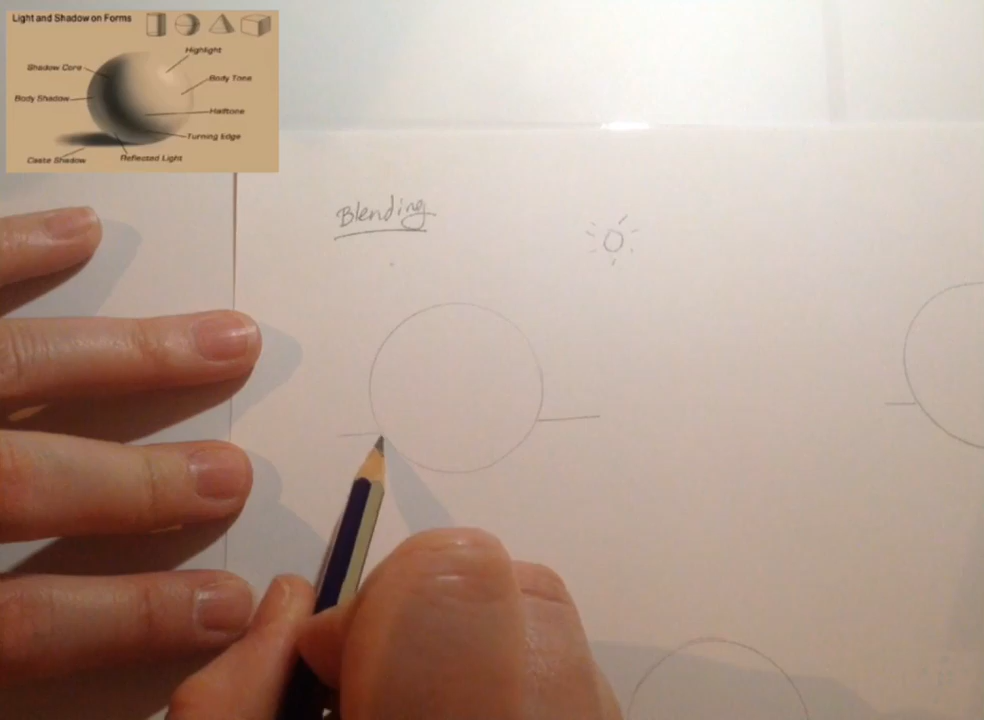 Light and Shadow on Forms
Highlight
Shadow Core
Body Tone
Body Shadow
Halftone
Turning Edge
Caste Shadow
Reflected Light
Blending